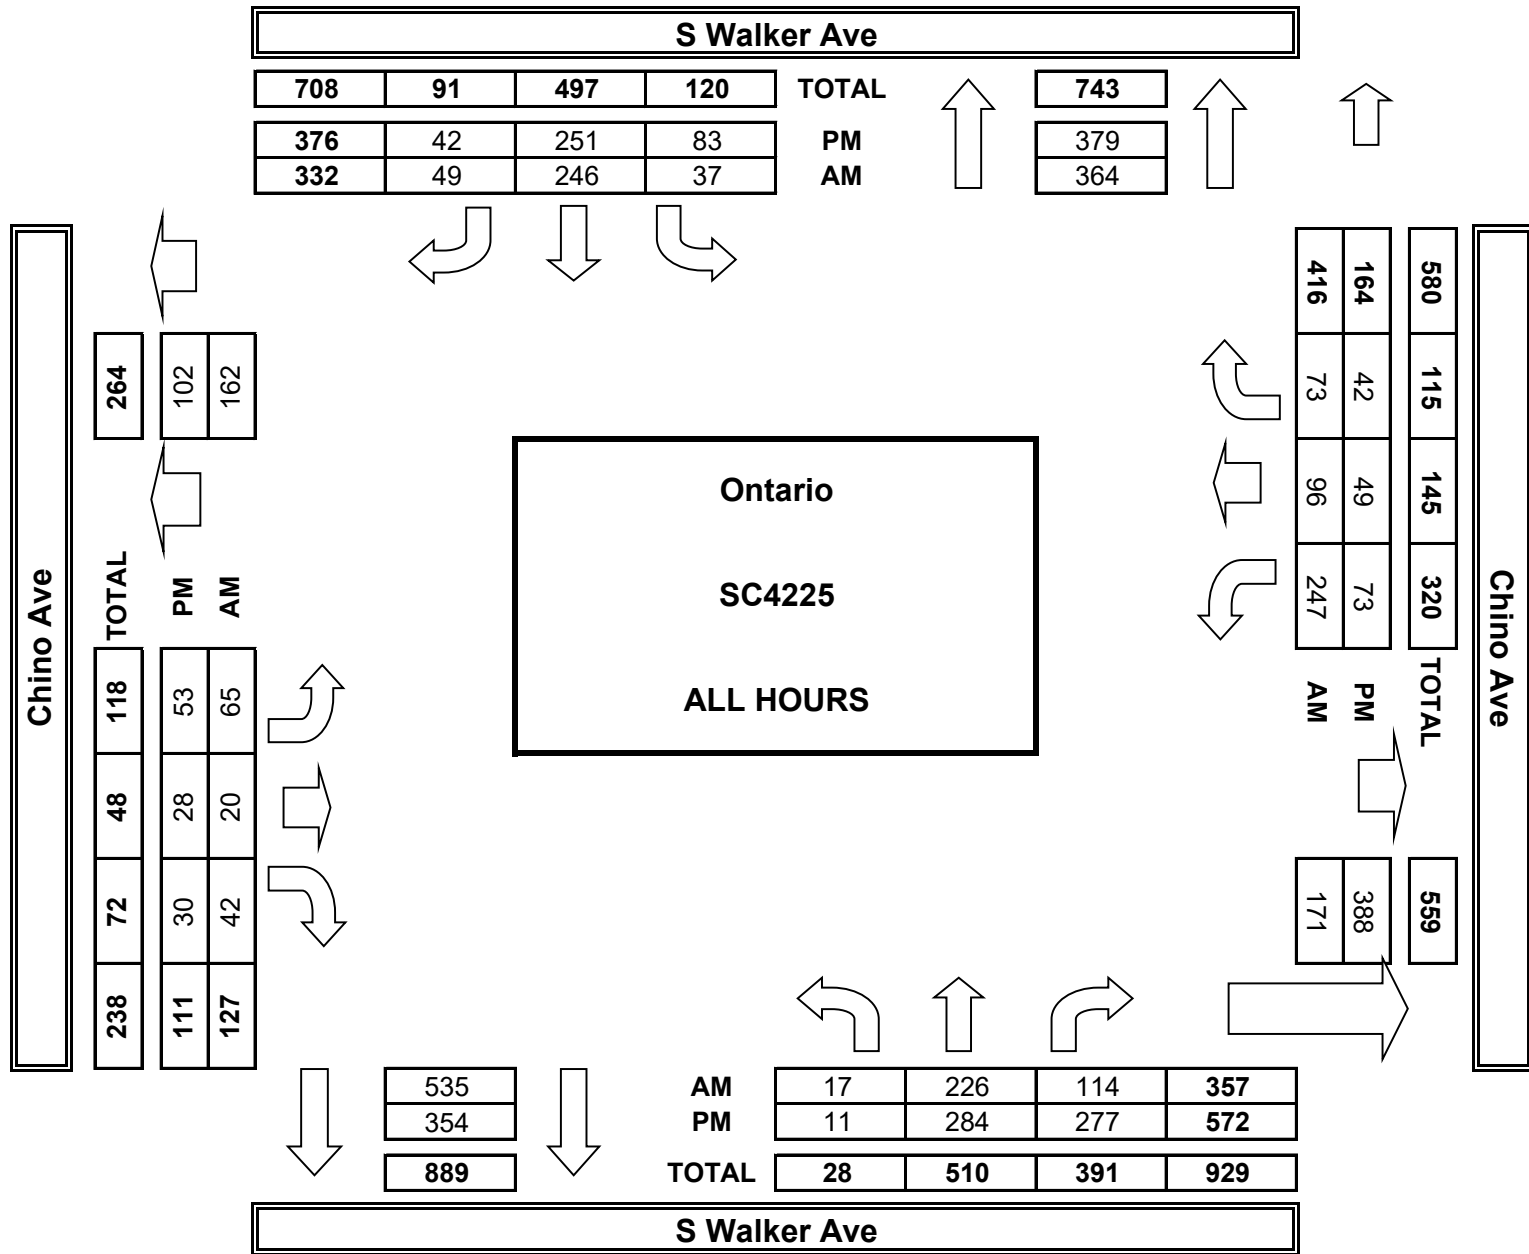 S Walker Ave
708 91 497 120 TOTAL 743
376 42 251 83 PM 379
332 49 246 37 AM 364
Chino Ave
264
102
162
TOTAL 118 48 72 238
PM 53 28 30 111
AM 65 20 42 127
Ontario
SC4225
ALL HOURS
580 115 145 320 TOTAL 559
164 42 49 73 PM 388
416 73 96 247 AM 171
Chino Ave
535 AM 17 226 114 357
354 PM 11 284 277 572
889 TOTAL 28 510 391 929
S Walker Ave